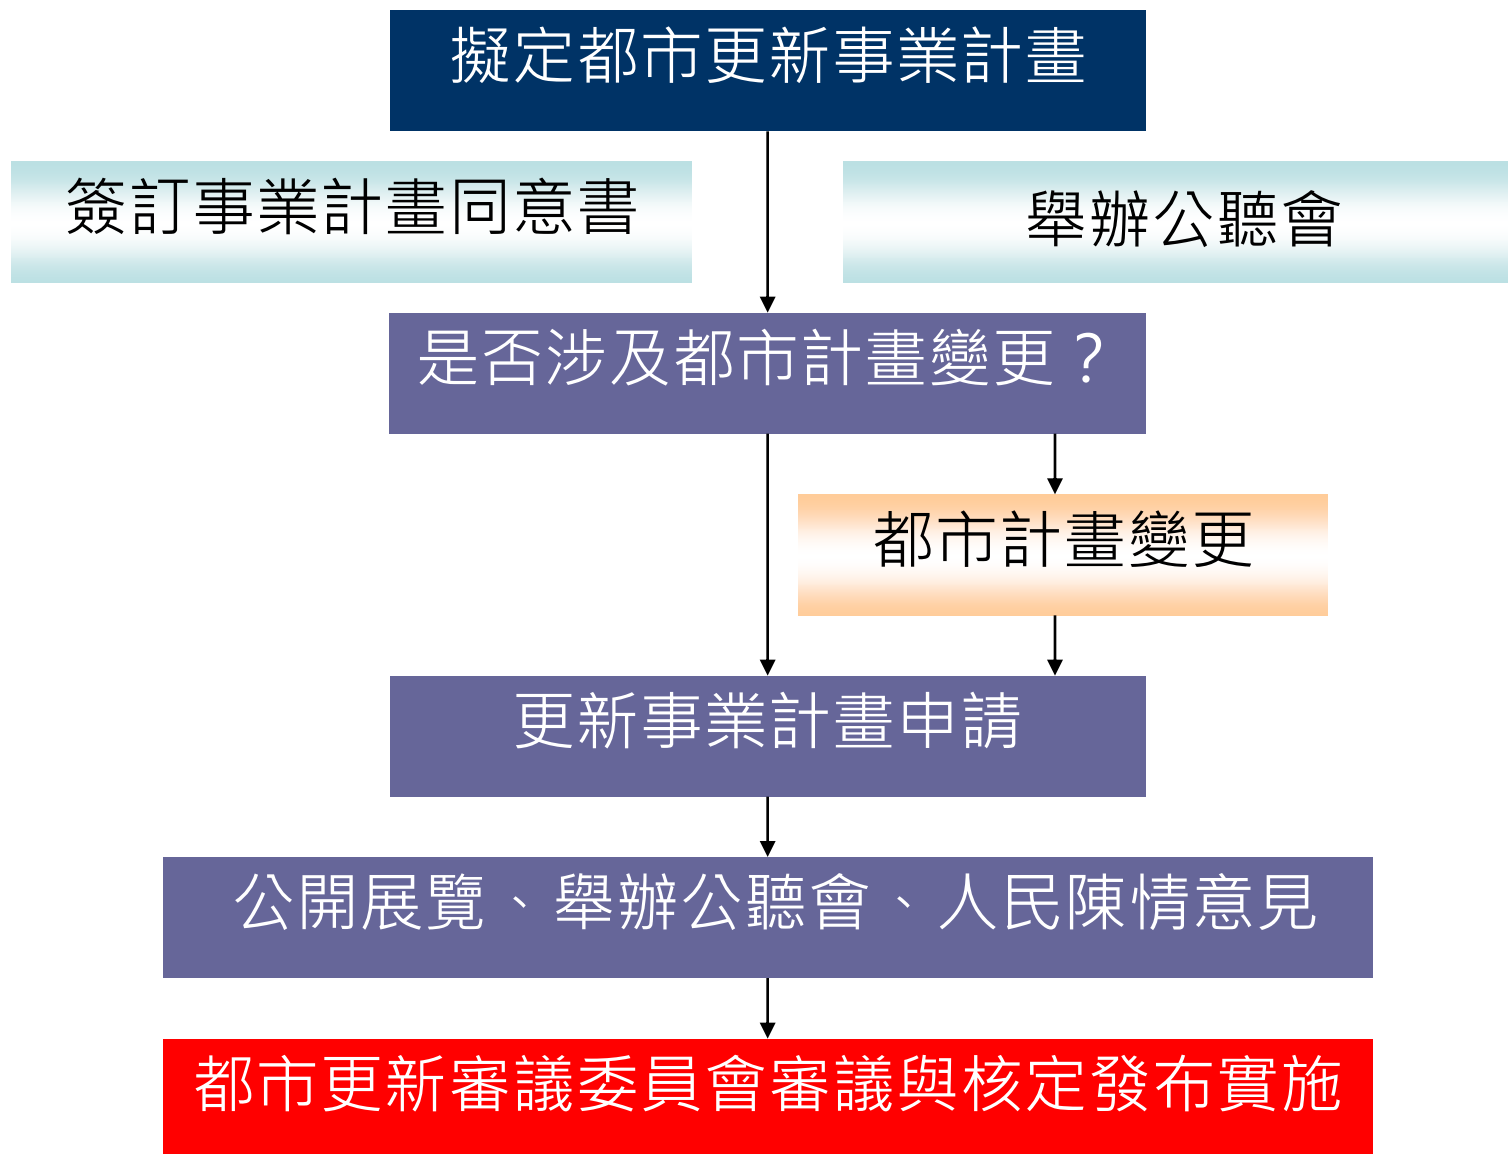 擬定都市更新事業計畫
簽訂事業計畫同意書
舉辦公聽會
是否涉及都市計畫變更？
都市計畫變更
更新事業計畫申請
公開展覽、舉辦公聽會、人民陳情意見
都市更新審議委員會審議與核定發布實施